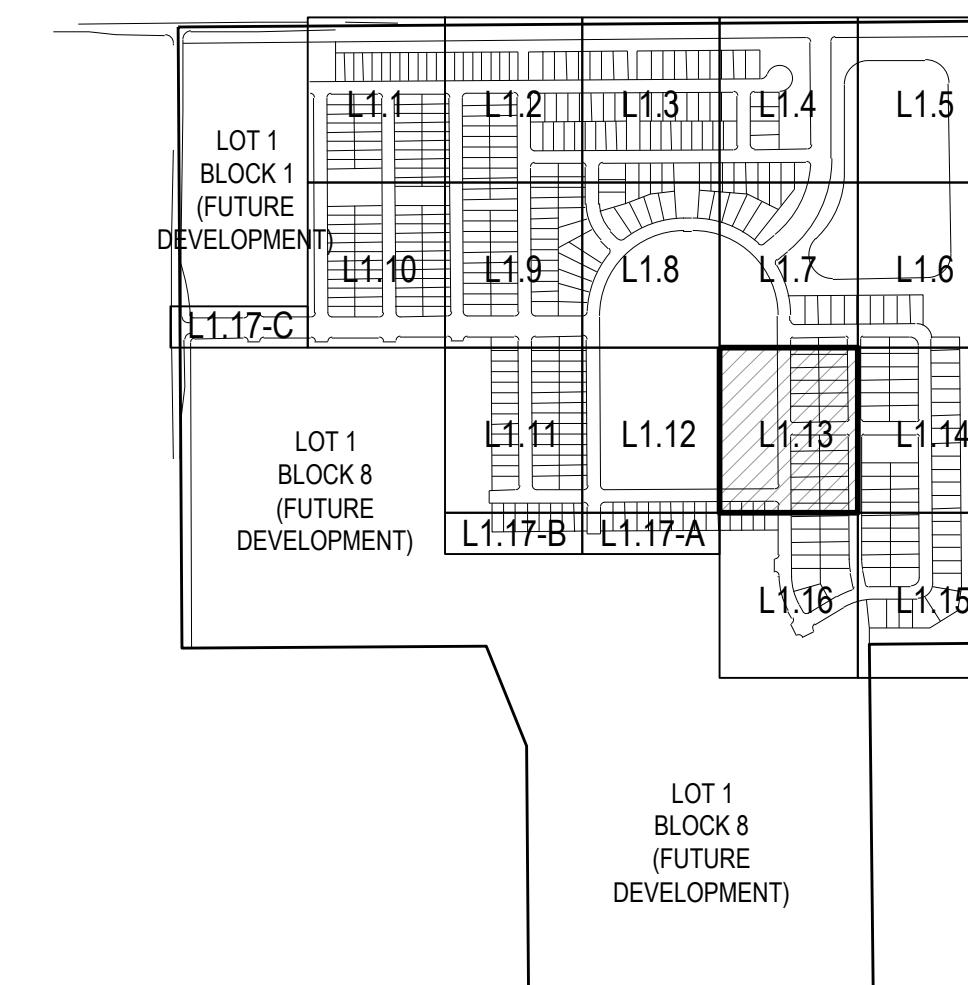 L1.1
L1.2
L1.3
L1.4
L1.5
LOT 1
BLOCK 1
(FUTURE
DEVELOPMENT)
L1.10
L1.9
L1.8
L1.7
L1.6
L1.17-C
L1.11
L1.12
L1.13
L1.14
LOT 1
BLOCK 8
(FUTURE
DEVELOPMENT)
L1.17-B
L1.17-A
L1.16
L1.15
LOT 1
BLOCK 8
(FUTURE
DEVELOPMENT)